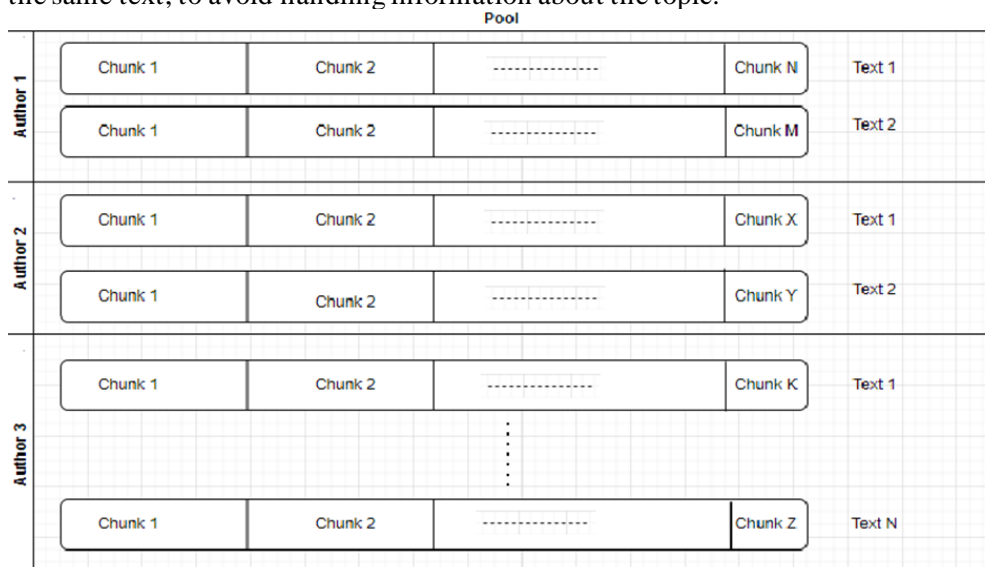 the same text, to avoid handling information about the topic.
Pool
Author 1
Chunk 1 Chunk 2 Chunk N Text 1
Chunk 1 Chunk 2 Chunk M Text 2
Author 2
Chunk 1 Chunk 2 Chunk X Text 1
Chunk 1 Chunk 2 Chunk Y Text 2
Author 3
Chunk 1 Chunk 2 Chunk K Text 1
Chunk 1 Chunk 2 Chunk Z Text N